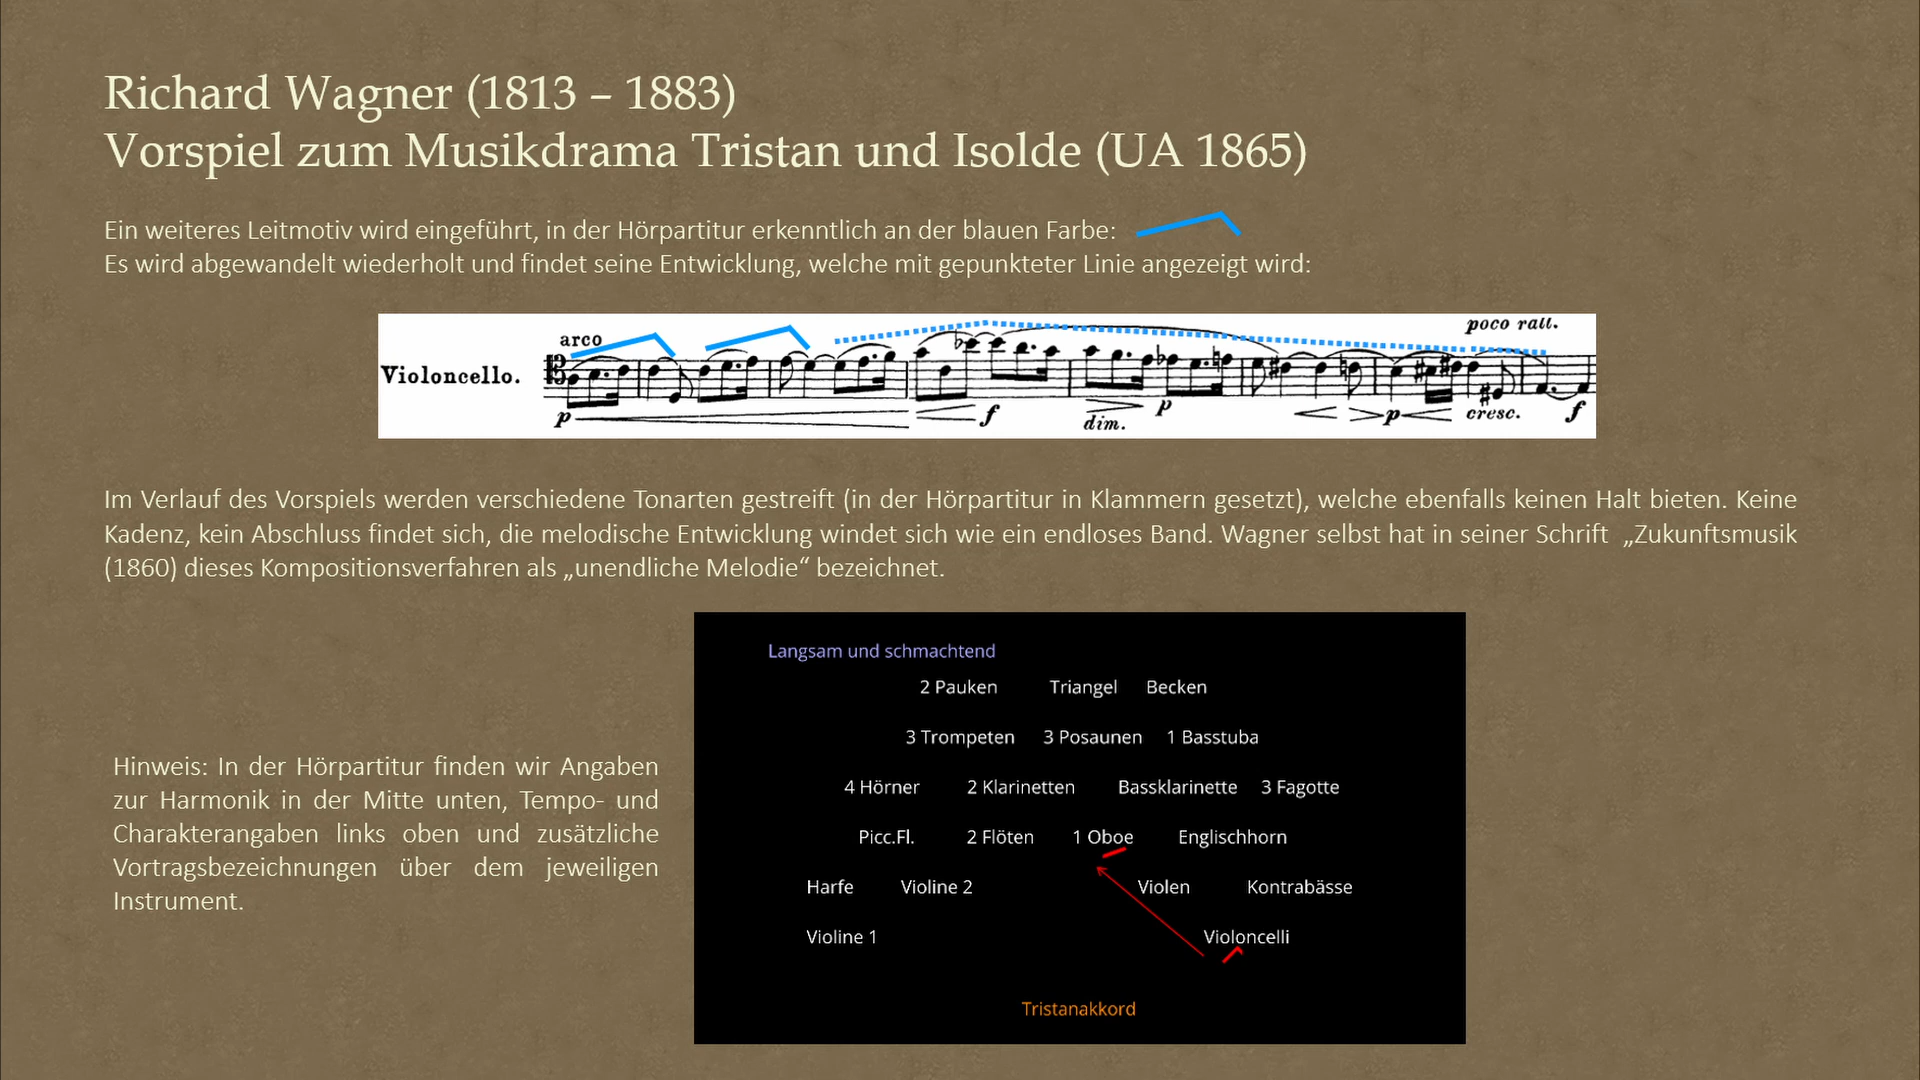 Richard Wagner (1813 – 1883)
Vorspiel zum Musikdrama Tristan und Isolde (UA 1865)
Ein weiteres Leitmotiv wird eingeführt, in der Hörpartitur erkenntlich an der blauen Farbe:
Es wird abgewandelt wiederholt und findet seine Entwicklung, welche mit gepunkteter Linie angezeigt wird:
poco rall.
arco
Violoncello.
p f dim. p p cresc. f
Im Verlauf des Vorspiels werden verschiedene Tonarten gestreift (in der Hörpartitur in Klammern gesetzt), welche ebenfalls keinen Halt bieten. Keine
Kadenz, kein Abschluss findet sich, die melodische Entwicklung windet sich wie ein endloses Band. Wagner selbst hat in seiner Schrift „Zukunftsmusik
(1860) dieses Kompositionsverfahren als „unendliche Melodie“ bezeichnet.
Hinweis: In der Hörpartitur finden wir Angaben
zur Harmonik in der Mitte unten, Tempo- und
Charakterangaben links oben und zusätzliche
Vortragsbezeichnungen über dem jeweiligen
Instrument.
Langsam und schmachtend
2 Pauken Triangel Becken
3 Trompeten 3 Posaunen 1 Basstuba
4 Hörner 2 Klarinetten Bassklarinette 3 Fagotte
Picc.Fl. 2 Flöten 1 Oboe Englischhorn
Harfe Violine 2 Violen Kontrabässe
Violine 1 Violoncelli
Tristanakkord